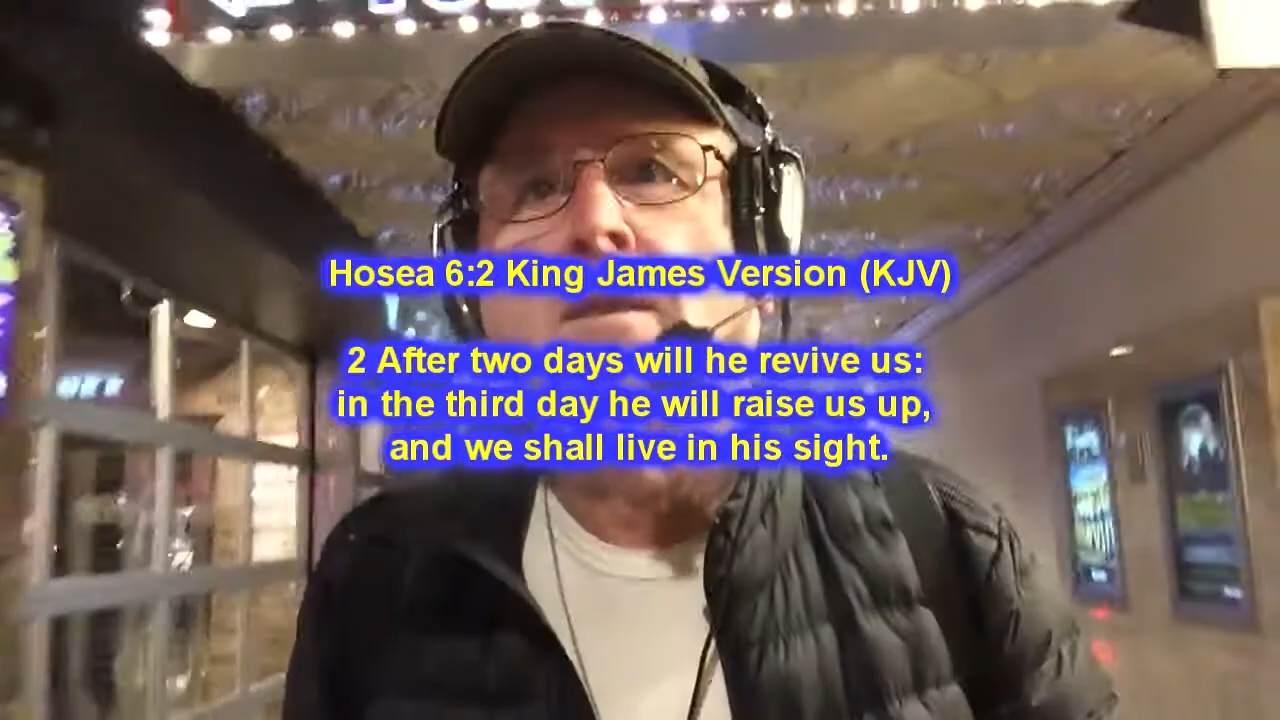 Hosea 6:2 King James Version (KJV)
2 After two days will he revive us:
in the third day he will raise us up,
and we shall live in his sight.